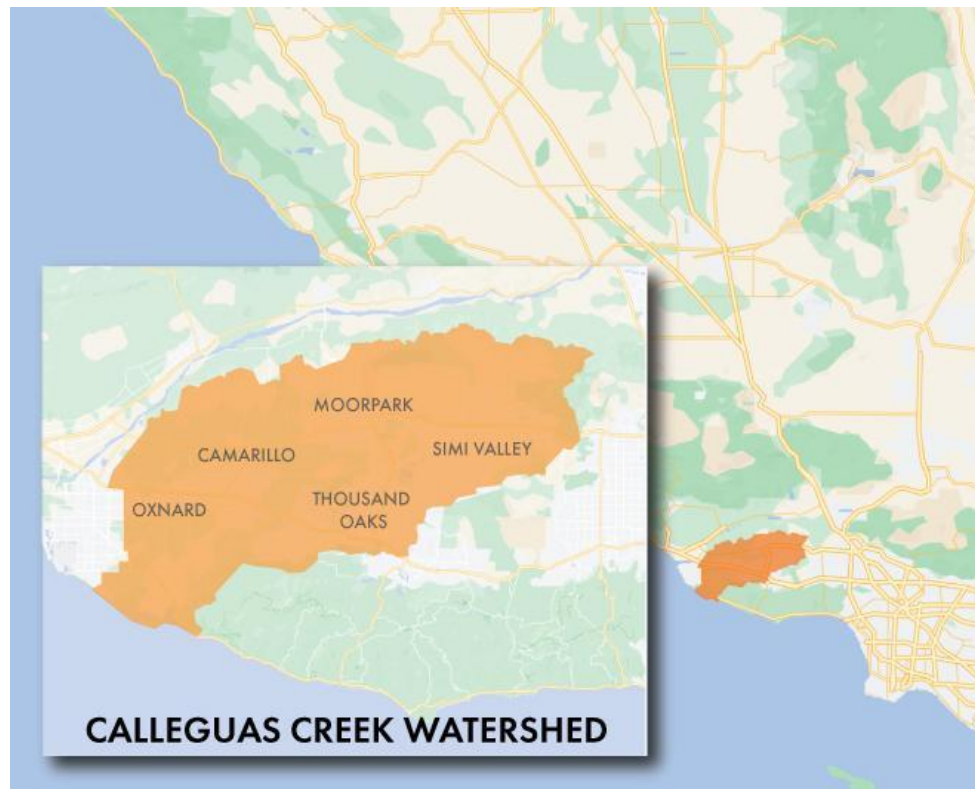 MOORPARK
CAMARILLO
SIMI VALLEY
OXNARD
THOUSAND
OAKS
CALLEGUAS CREEK WATERSHED